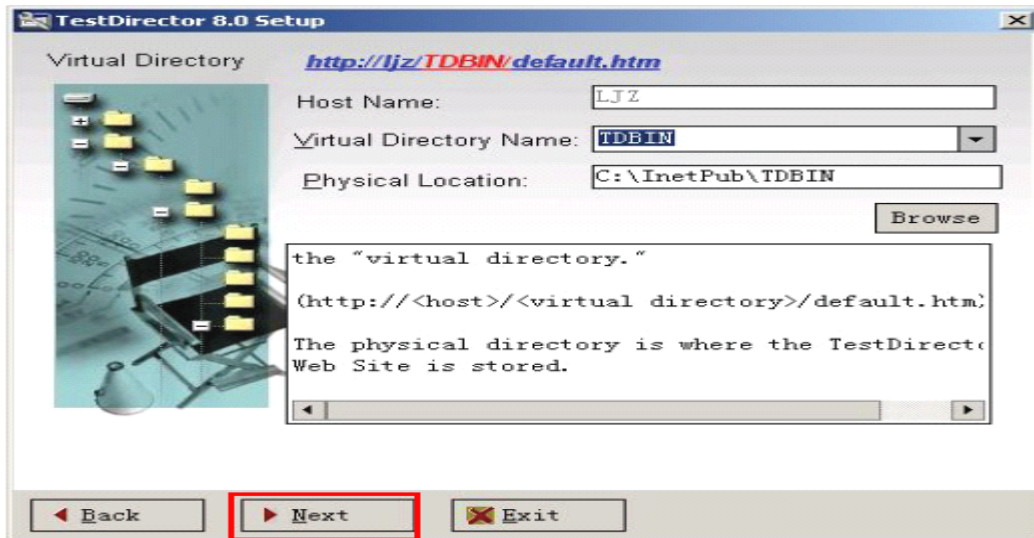 TestDirector 8.0 Setup
Virtual Directory
http://ljz/TDBIN/default.htm
Host Name:
LJZ
Virtual Directory Name:
TDBIN
Physical Location:
C:\InetPub\TDBIN
Browse
the "virtual directory."
(http://<host>/<virtual directory>/default.htm)
The physical directory is where the TestDirecto
Web Site is stored.
Back
Next
Exit